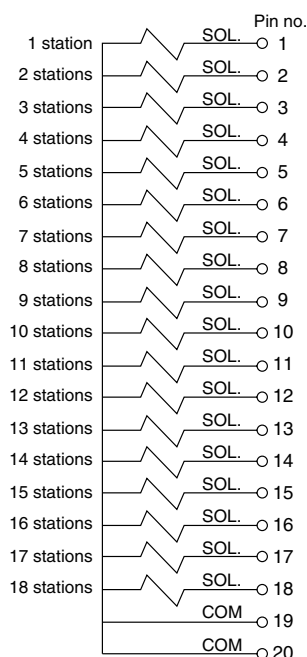 Pin no.
1 station SOL. 1
2 stations SOL. 2
3 stations SOL. 3
4 stations SOL. 4
5 stations SOL. 5
6 stations SOL. 6
7 stations SOL. 7
8 stations SOL. 8
9 stations SOL. 9
10 stations SOL. 10
11 stations SOL. 11
12 stations SOL. 12
13 stations SOL. 13
14 stations SOL. 14
15 stations SOL. 15
16 stations SOL. 16
17 stations SOL. 17
18 stations SOL. 18
COM 19
COM 20